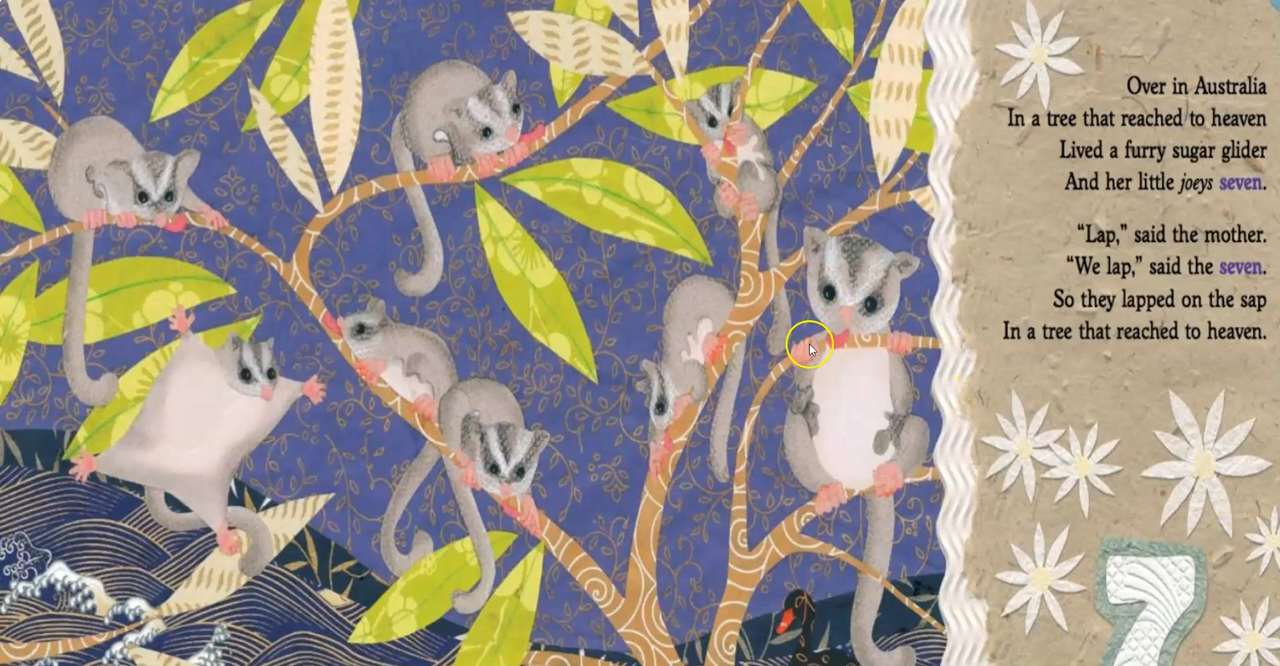 Over in Australia
In a tree that reached to heaven
Lived a furry sugar glider
And her little joeys seven.
“Lap,” said the mother.
“We lap,” said the seven.
So they lapped on the sap
In a tree that reached to heaven.
7